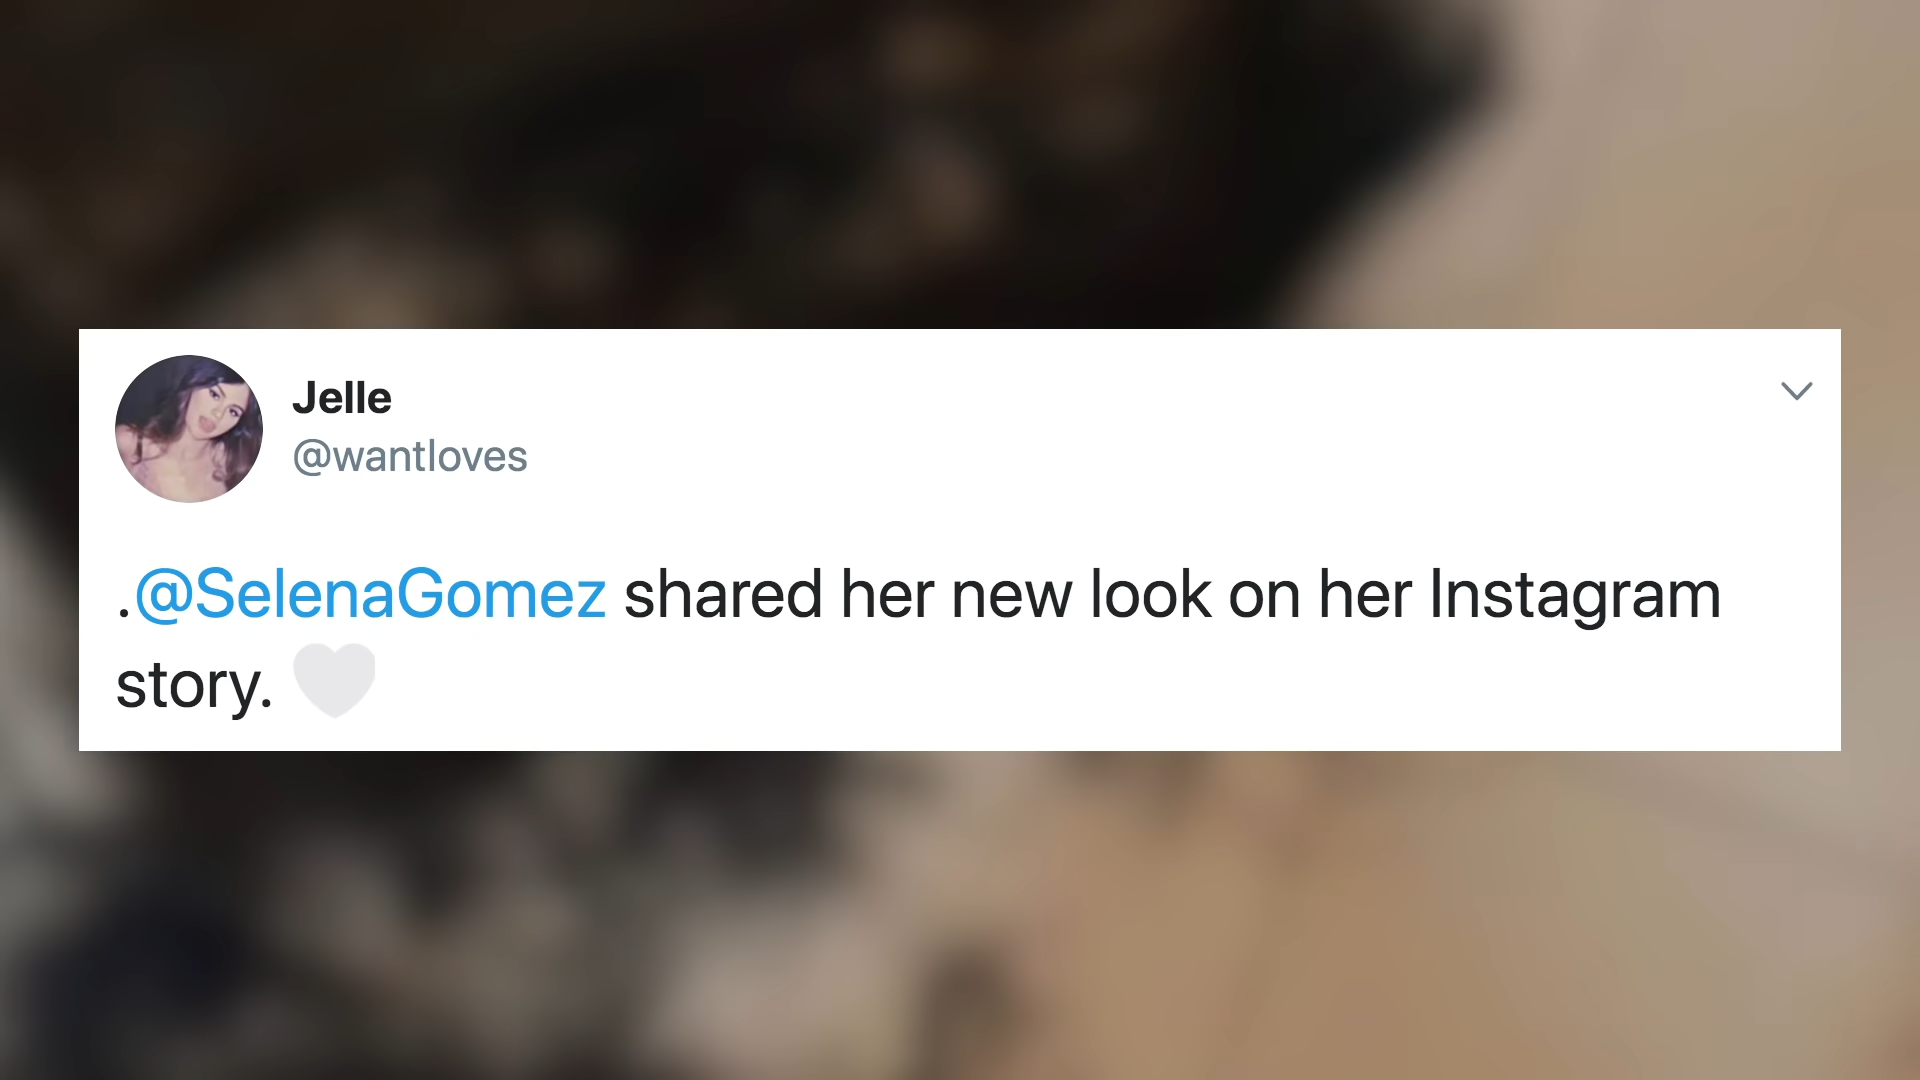 Jelle
@wantloves
.@SelenaGomez shared her new look on her Instagram
story. 🤍